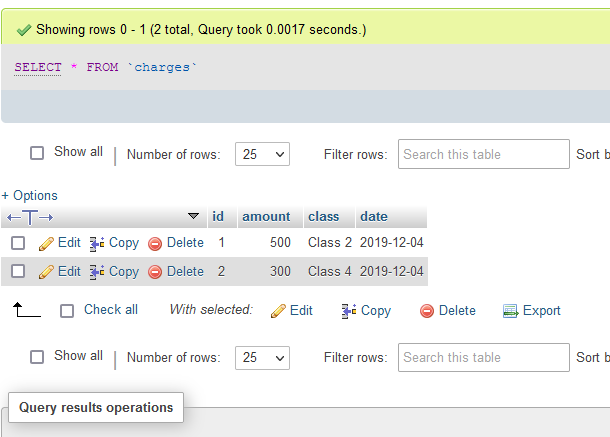 Showing rows 0 - 1 (2 total, Query took 0.0017 seconds.)
SELECT * FROM `charges`
Show all | Number of rows: 25 Filter rows: Search this table Sort b
+ Options
←T→ id amount class date
Edit Copy Delete 1 500 Class 2 2019-12-04
Edit Copy Delete 2 300 Class 4 2019-12-04
Check all With selected: Edit Copy Delete Export
Show all | Number of rows: 25 Filter rows: Search this table Sort b
Query results operations